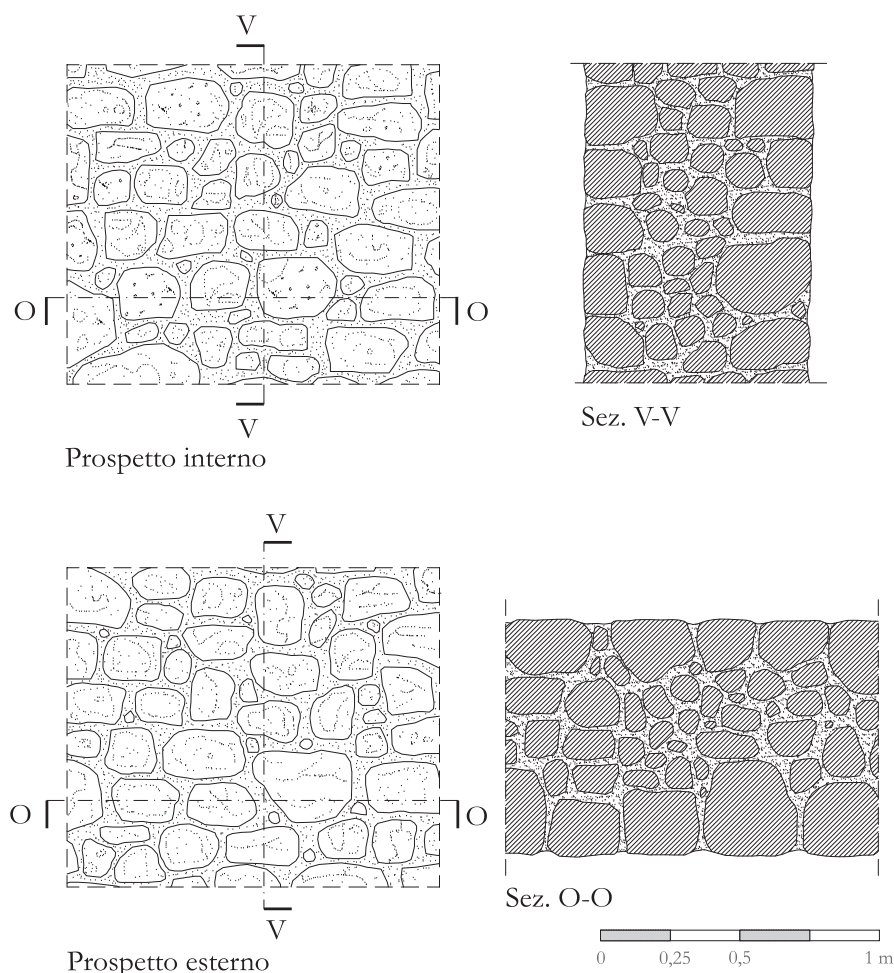 V
O O
V
Prospetto interno
Sez. V-V
V
O O
V
Prospetto esterno
Sez. O-O
0 0,25 0,5 1 m